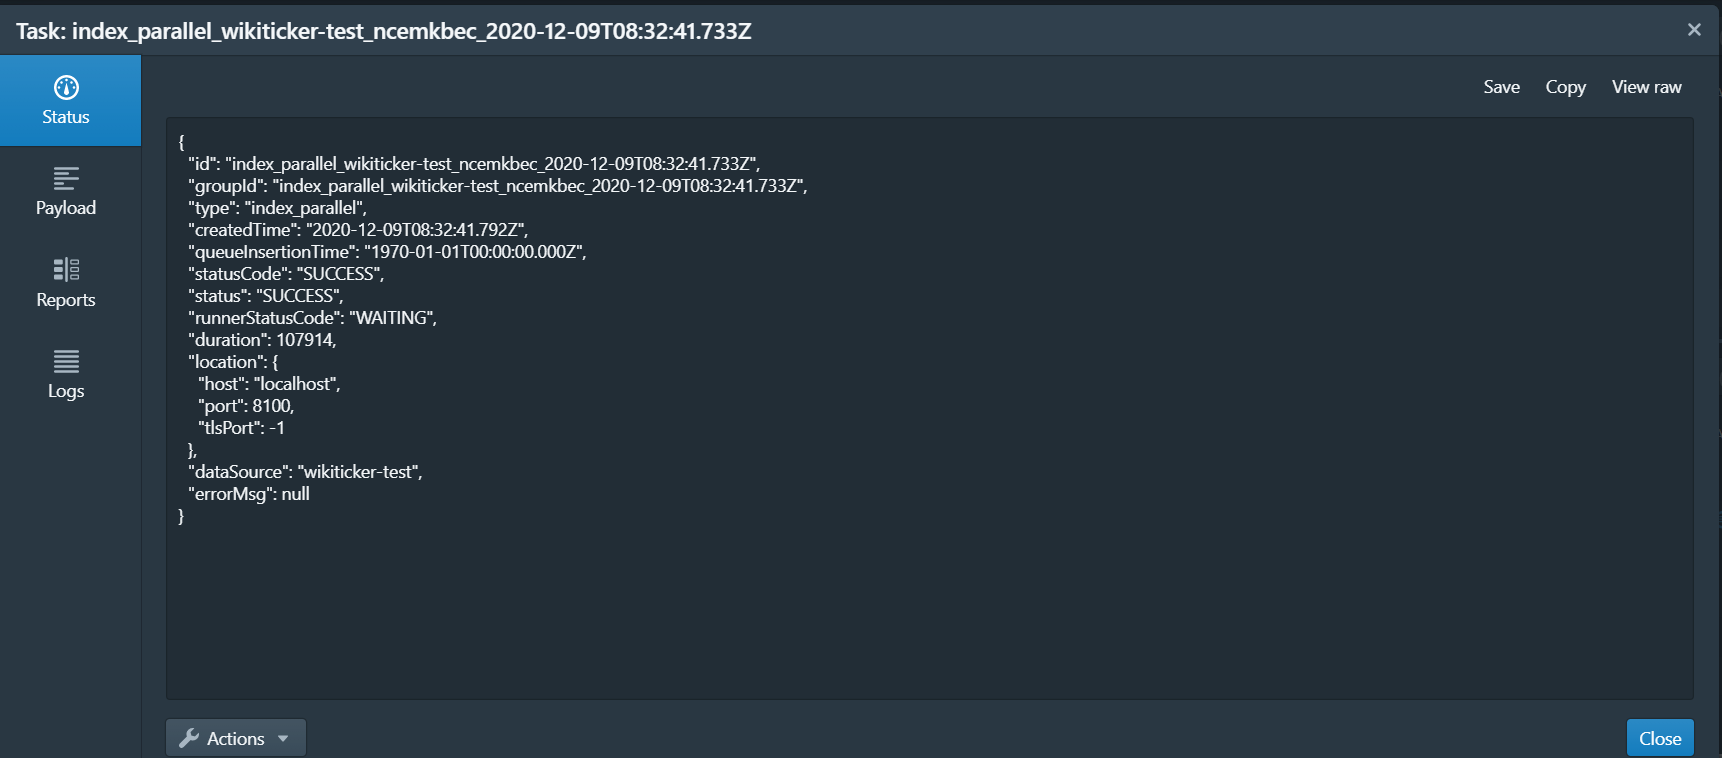 Task: index_parallel_wikiticker-test_ncemkbec_2020-12-09T08:32:41.733Z
Status
Payload
Reports
Logs
Save Copy View raw
{
"id": "index_parallel_wikiticker-test_ncemkbec_2020-12-09T08:32:41.733Z",
"groupId": "index_parallel_wikiticker-test_ncemkbec_2020-12-09T08:32:41.733Z",
"type": "index_parallel",
"createdTime": "2020-12-09T08:32:41.792Z",
"queueInsertionTime": "1970-01-01T00:00:00.000Z",
"statusCode": "SUCCESS",
"status": "SUCCESS",
"runnerStatusCode": "WAITING",
"duration": 107914,
"location": {
"host": "localhost",
"port": 8100,
"tlsPort": -1
},
"dataSource": "wikiticker-test",
"errorMsg": null
}
Actions
Close